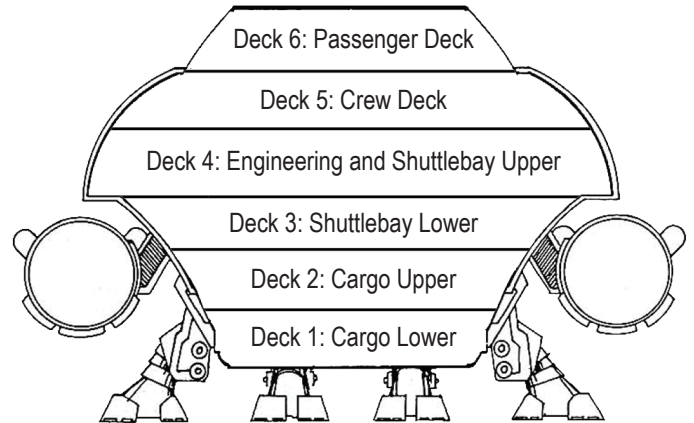 Deck 6: Passenger Deck
Deck 5: Crew Deck
Deck 4: Engineering and Shuttlebay Upper
Deck 3: Shuttlebay Lower
Deck 2: Cargo Upper
Deck 1: Cargo Lower